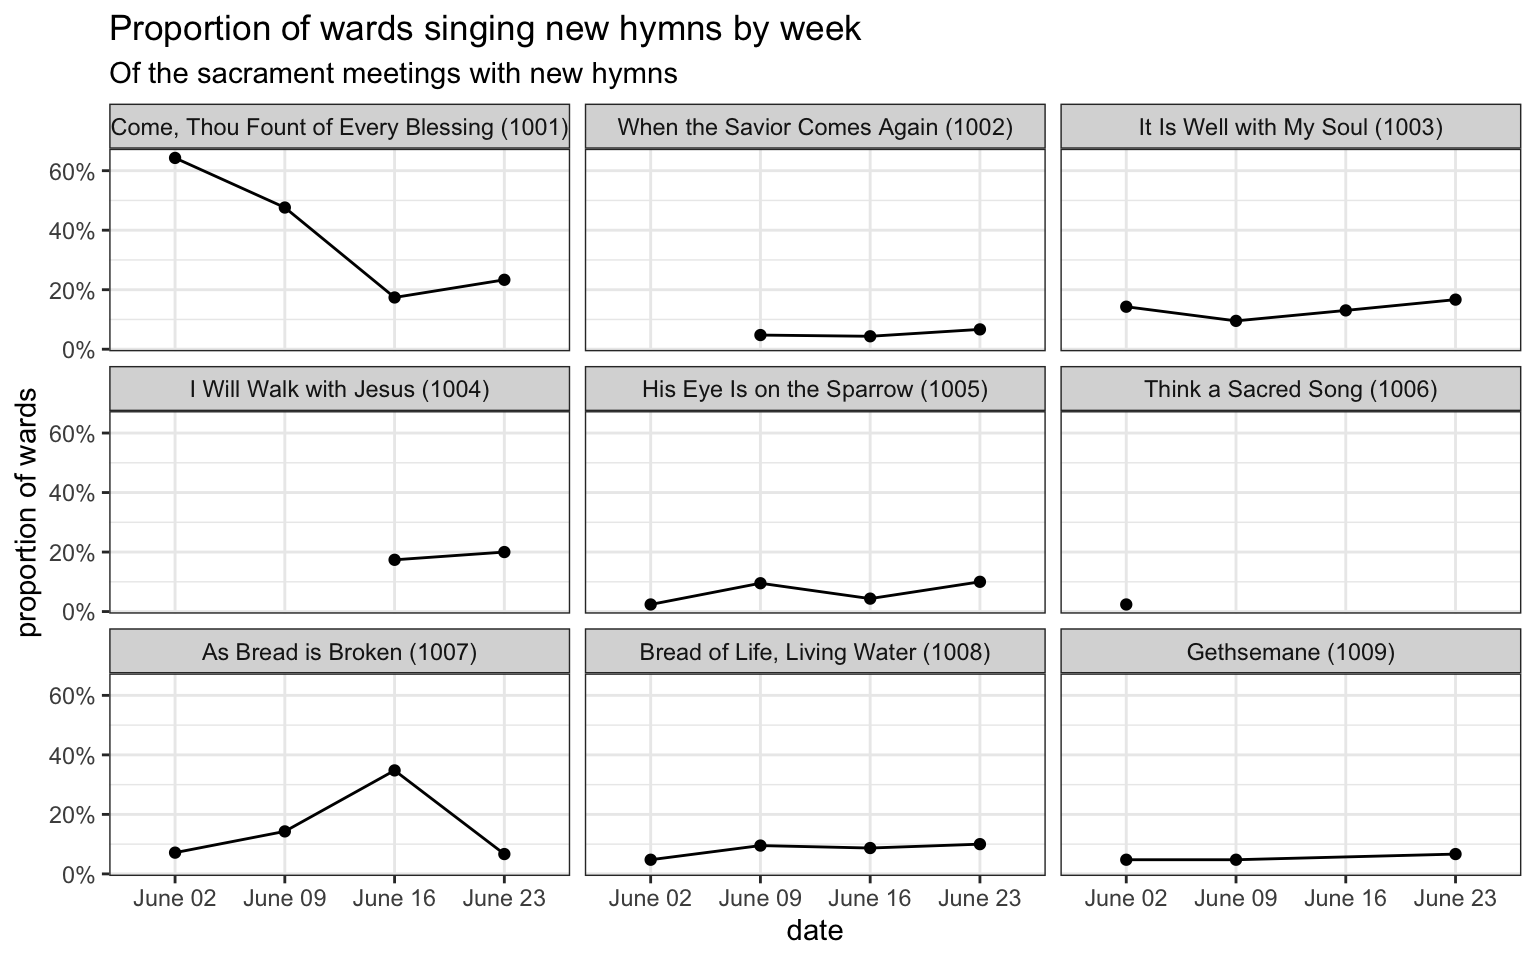 Proportion of wards singing new hymns by week
Of the sacrament meetings with new hymns
Come, Thou Fount of Every Blessing (1001)
When the Savior Comes Again (1002)
It Is Well with My Soul (1003)
60%
40%
20%
0%
I Will Walk with Jesus (1004)
His Eye Is on the Sparrow (1005)
Think a Sacred Song (1006)
60%
40%
20%
0%
As Bread is Broken (1007)
Bread of Life, Living Water (1008)
Gethsemane (1009)
60%
40%
20%
0%
proportion of wards
June 02 June 09 June 16 June 23
June 02 June 09 June 16 June 23
June 02 June 09 June 16 June 23
date